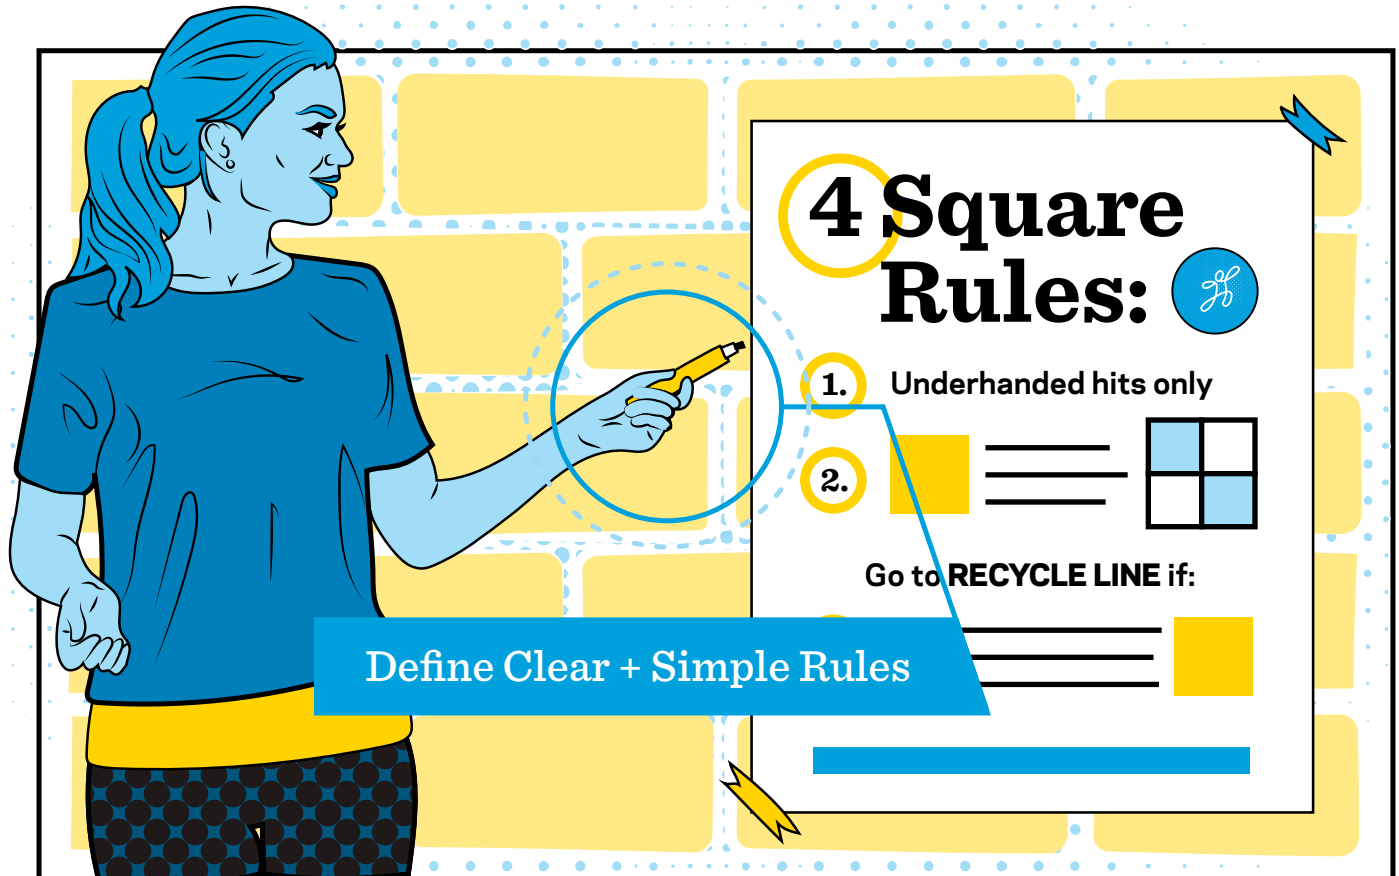 4 Square
Rules:
1. Underhanded hits only
2.
Go to RECYCLE LINE if:
Define Clear + Simple Rules